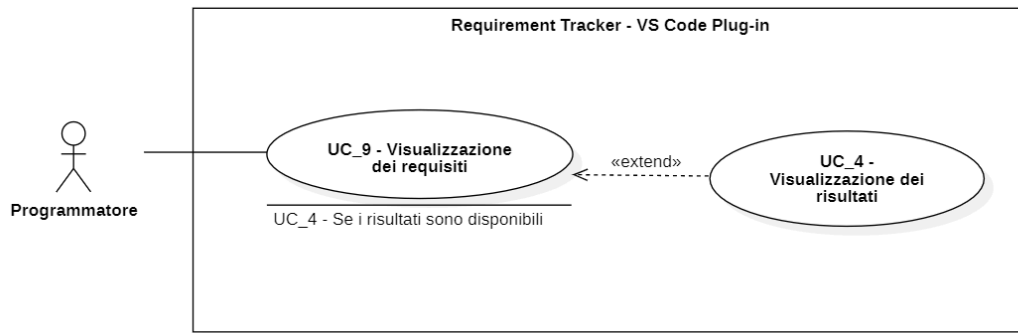 Requirement Tracker - VS Code Plug-in
UC_9 - Visualizzazione
dei requisiti
«extend»
UC_4 -
Visualizzazione dei
risultati
Programmatore
UC_4 - Se i risultati sono disponibili